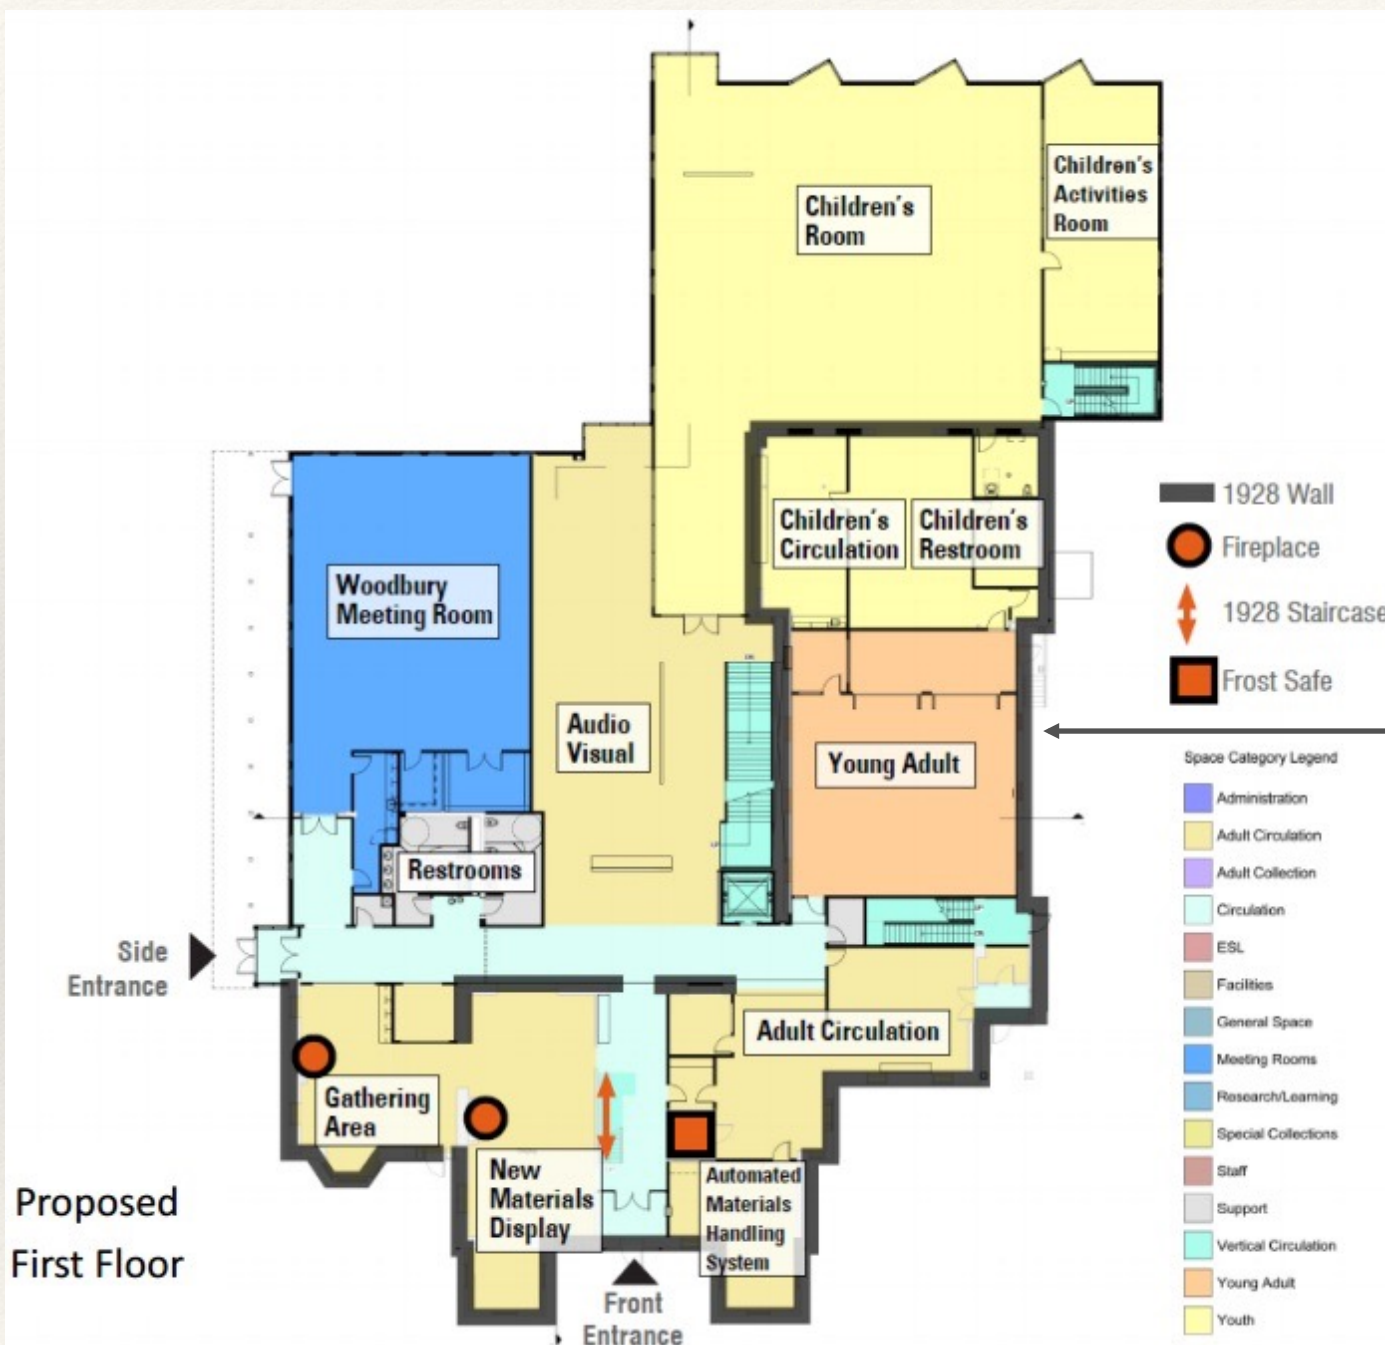 Children's
Room
Children's
Activities
Room
Children's
Circulation
Children's
Restroom
Woodbury
Meeting Room
Audio
Visual
Young Adult
Restrooms
Side
Entrance
Adult Circulation
Gathering
Area
New
Materials
Display
Automated
Materials
Handling
System
Front
Entrance
Proposed
First Floor
1928 Wall
Fireplace
1928 Staircase
Frost Safe
Space Category Legend
Administration
Adult Circulation
Adult Collection
Circulation
ESL
Facilities
General Space
Meeting Rooms
Research/Learning
Special Collections
Staff
Support
Vertical Circulation
Young Adult
Youth